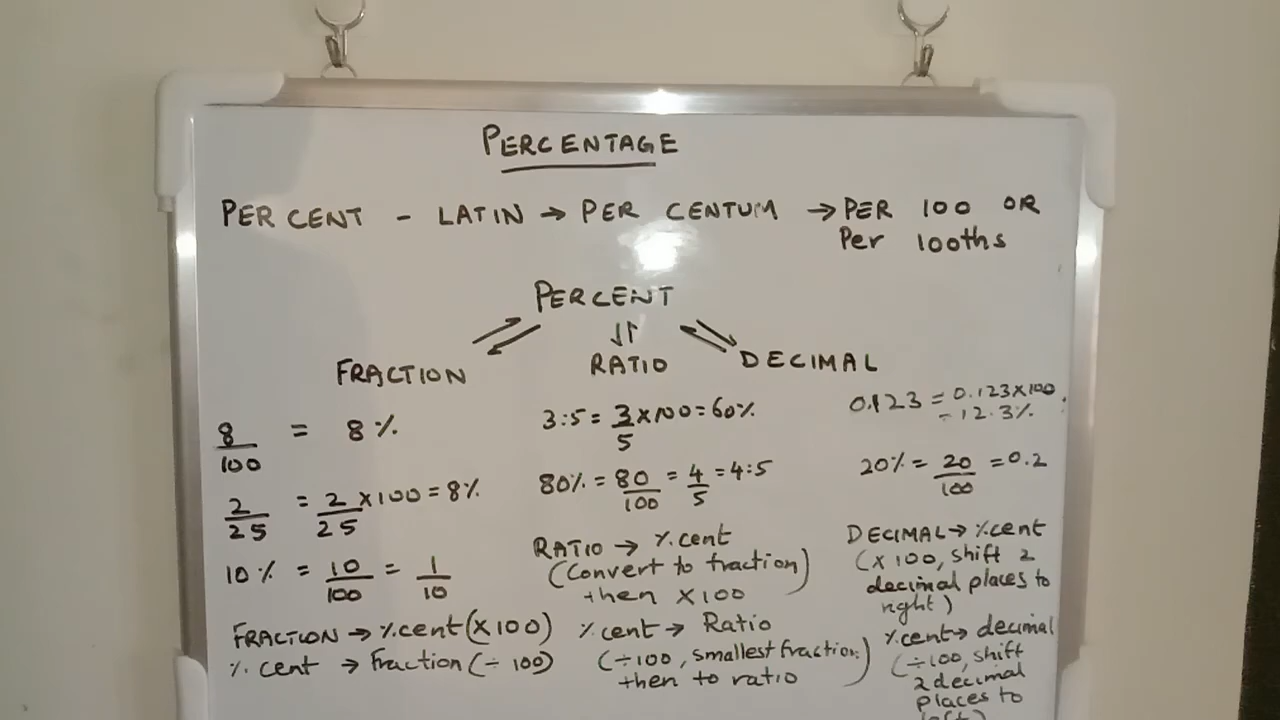 PERCENTAGE
PER CENT - LATIN → PER CENTUM → PER 100 OR
Per 100ths
PERCENT
FRACTION
8/100 = 8%
2/25 = 2/25 ×100 = 8%
10% = 10/100 = 1/10
FRACTION → %cent (×100)
% cent → Fraction (÷ 100)
RATIO
3:5 = 3/5 ×100 = 60%
80% = 80/100 = 4/5 = 4:5
RATIO → %cent
(Convert to fraction)
then ×100
%cent → Ratio
(÷100, smallest fraction,
then to ratio)
DECIMAL
0.123 = 0.123×100
= 12.3%
20% = 20/100 = 0.2
DECIMAL → %cent
(×100, shift 2
decimal places to
right)
%cent → decimal
(÷100, shift
2 decimal
places to
left)